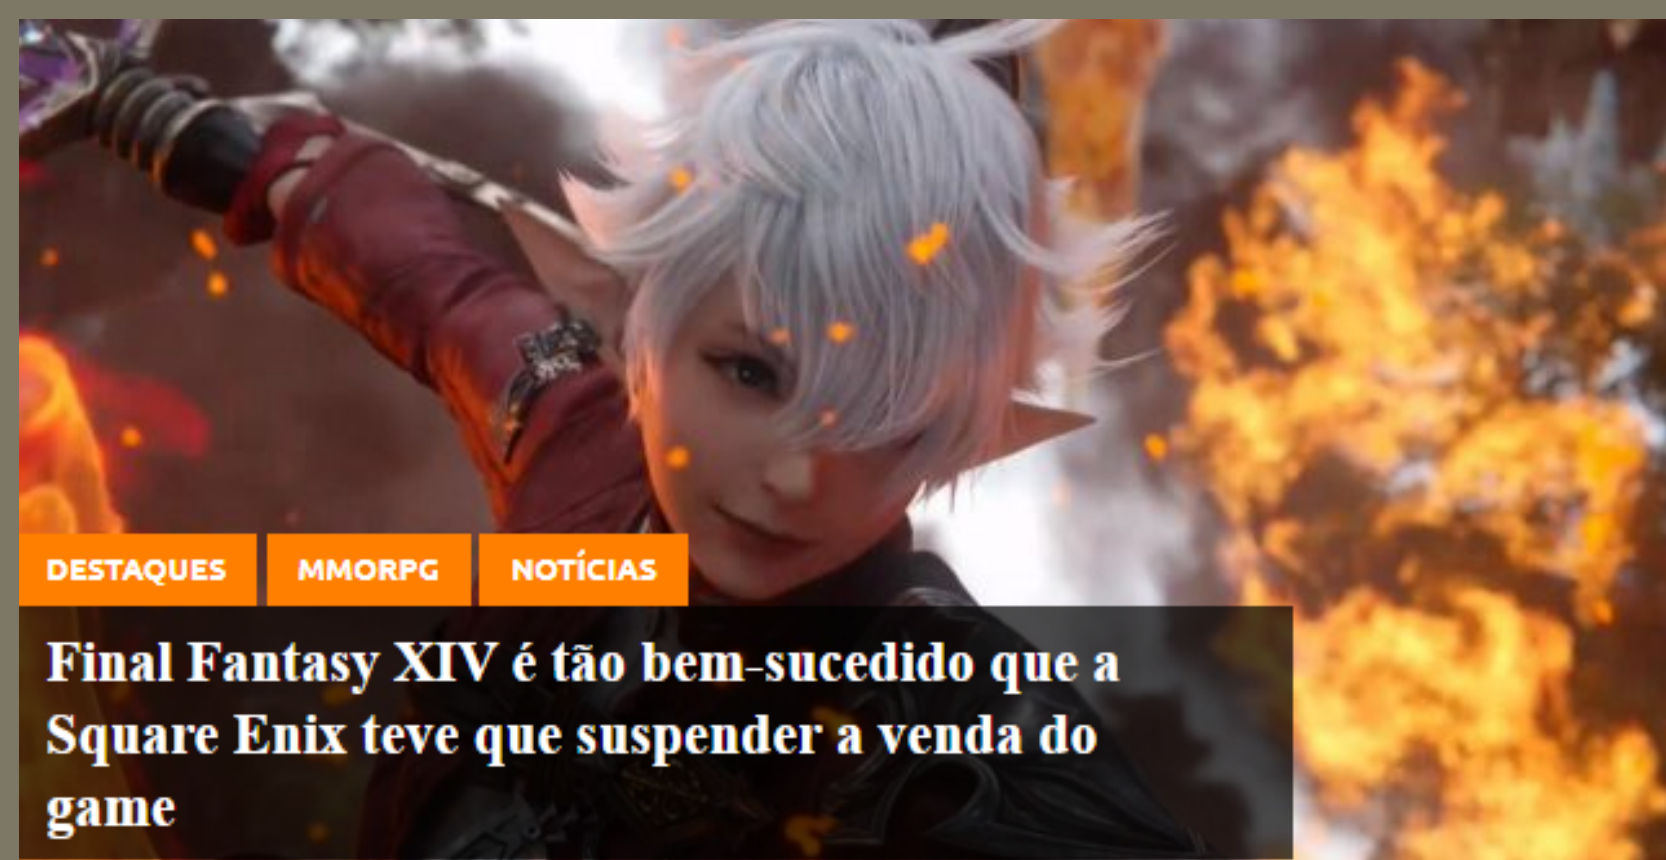 DESTAQUES MMORPG NOTÍCIAS
Final Fantasy XIV é tão bem-sucedido que a
Square Enix teve que suspender a venda do
game